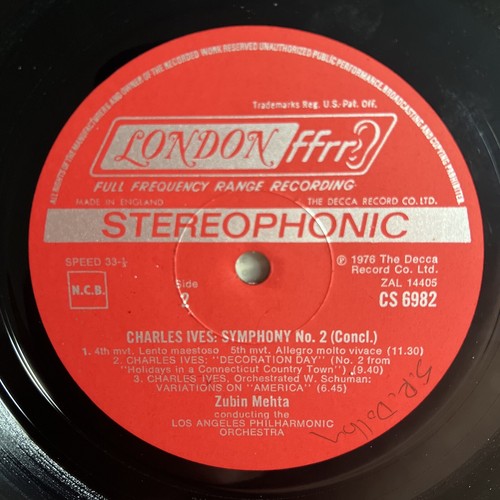 ALL RIGHTS OF THE MANUFACTURER AND OF THE OWNER OF THE RECORDED WORK RESERVED UNAUTHORISED PUBLIC PERFORMANCE, BROADCASTING AND COPYING PROHIBITED
Trademarks Reg. U.S. Pat. Off.
LONDON ffrr
FULL FREQUENCY RANGE RECORDING
MADE IN ENGLAND THE DECCA RECORD CO. LTD.
STEREOPHONIC
SPEED 33-⅓
Side
2
℗ 1976 The Decca
Record Co. Ltd.
ZAL 14405
N.C.B.
CS 6982
CHARLES IVES: SYMPHONY No. 2 (Concl.)
1. 4th mvt. Lento maestoso 5th mvt. Allegro molto vivace (11.30)
2. CHARLES IVES: "DECORATION DAY" (No. 2 from
"Holidays in a Connecticut Country Town") (9.40)
3. CHARLES IVES, Orchestrated W. Schuman:
VARIATIONS ON "AMERICA" (6.45)
Zubin Mehta
conducting the
LOS ANGELES PHILHARMONIC
ORCHESTRA